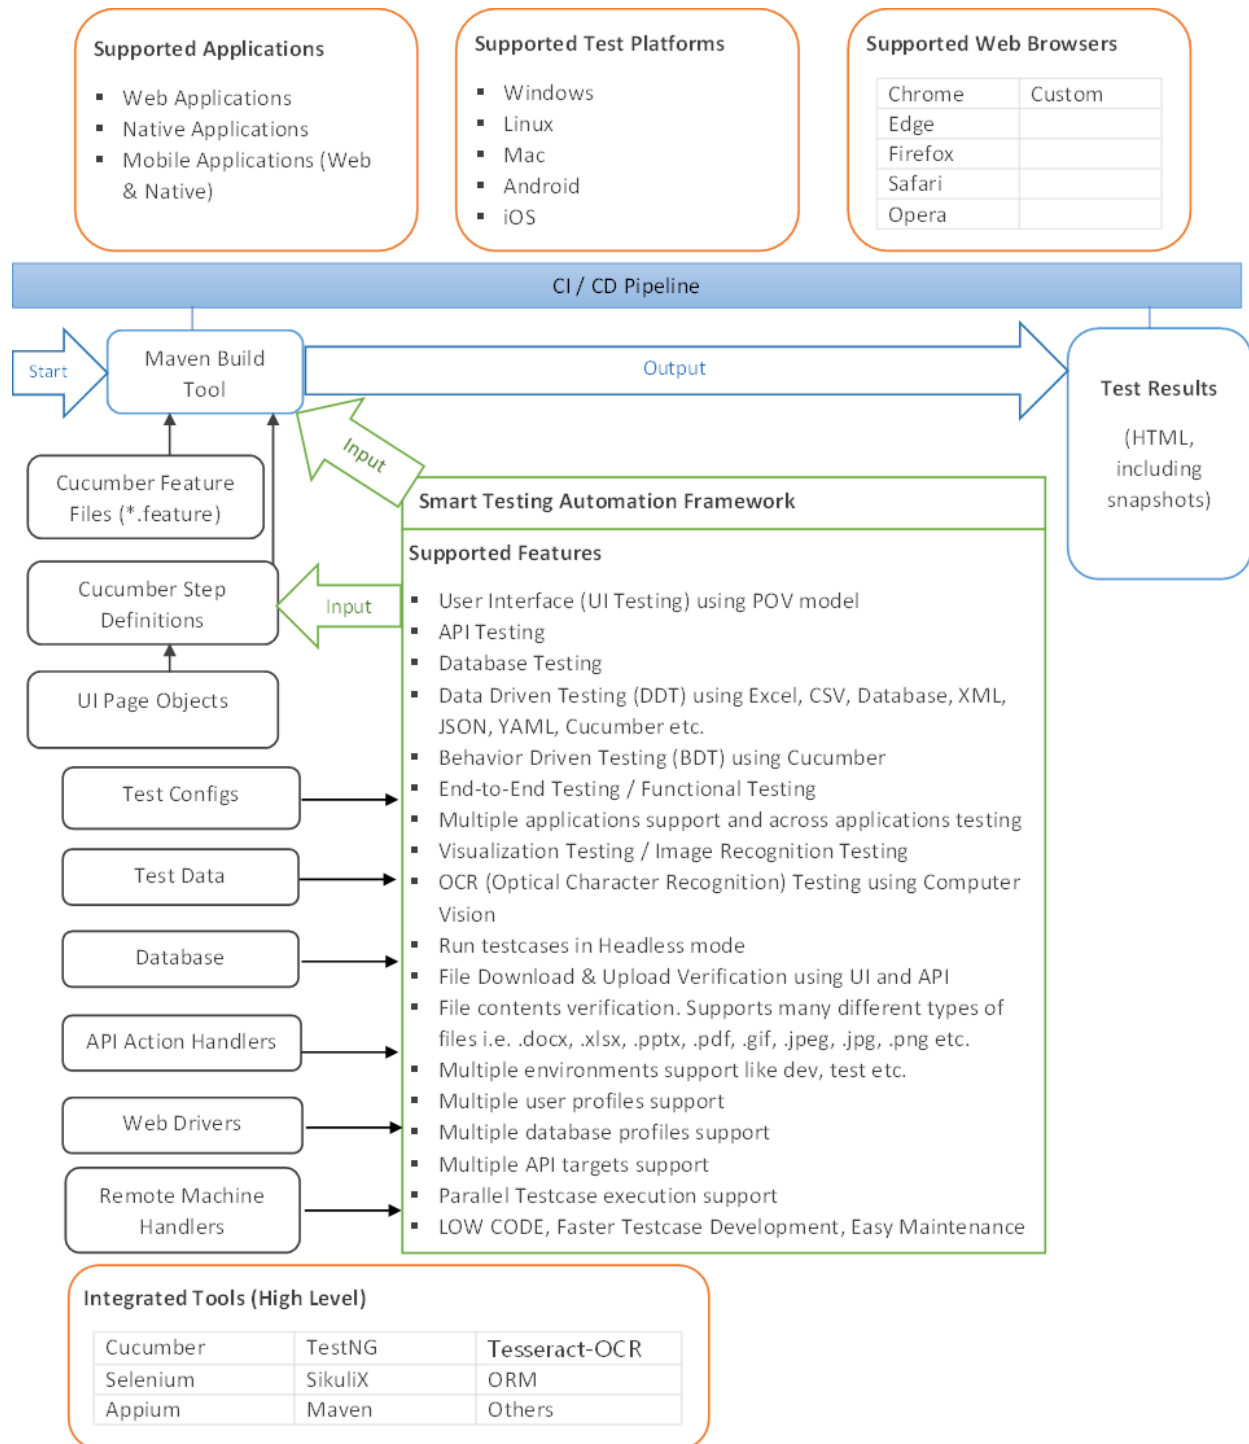 Supported Applications
▪ Web Applications
▪ Native Applications
▪ Mobile Applications (Web
& Native)
Supported Test Platforms
▪ Windows
▪ Linux
▪ Mac
▪ Android
▪ iOS
Supported Web Browsers
Chrome Custom
Edge
Firefox
Safari
Opera
CI / CD Pipeline
Start
Maven Build
Tool
Output
Test Results
(HTML,
including
snapshots)
Input
Cucumber Feature
Files (*.feature)
Cucumber Step
Definitions
Input
UI Page Objects
Test Configs
Test Data
Database
API Action Handlers
Web Drivers
Remote Machine
Handlers
Smart Testing Automation Framework
Supported Features
▪ User Interface (UI Testing) using POV model
▪ API Testing
▪ Database Testing
▪ Data Driven Testing (DDT) using Excel, CSV, Database, XML,
JSON, YAML, Cucumber etc.
▪ Behavior Driven Testing (BDT) using Cucumber
▪ End-to-End Testing / Functional Testing
▪ Multiple applications support and across applications testing
▪ Visualization Testing / Image Recognition Testing
▪ OCR (Optical Character Recognition) Testing using Computer
Vision
▪ Run testcases in Headless mode
▪ File Download & Upload Verification using UI and API
▪ File contents verification. Supports many different types of
files i.e. .docx, .xlsx, .pptx, .pdf, .gif, .jpeg, .jpg, .png etc.
▪ Multiple environments support like dev, test etc.
▪ Multiple user profiles support
▪ Multiple database profiles support
▪ Multiple API targets support
▪ Parallel Testcase execution support
▪ LOW CODE, Faster Testcase Development, Easy Maintenance
Integrated Tools (High Level)
Cucumber TestNG Tesseract-OCR
Selenium SikuliX ORM
Appium Maven Others